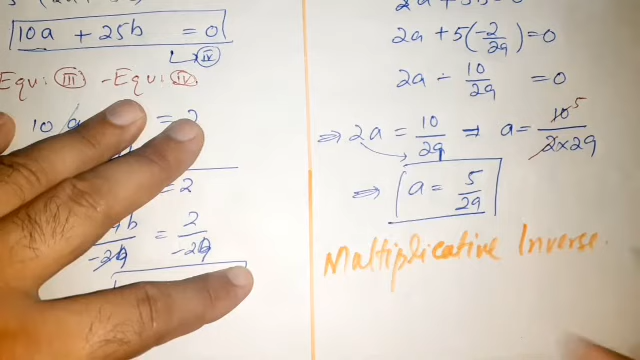 10a + 25b = 0
IV
Equ: III - Equ: IV
10 a = 2
= 2
b/-29 = 2/-29
2a + 5(-2/29) = 0
2a - 10/29 = 0
⇒ 2a = 10/29 ⇒ a = 10 5/2×29
⇒ a = 5/29
Multiplicative Inverse.